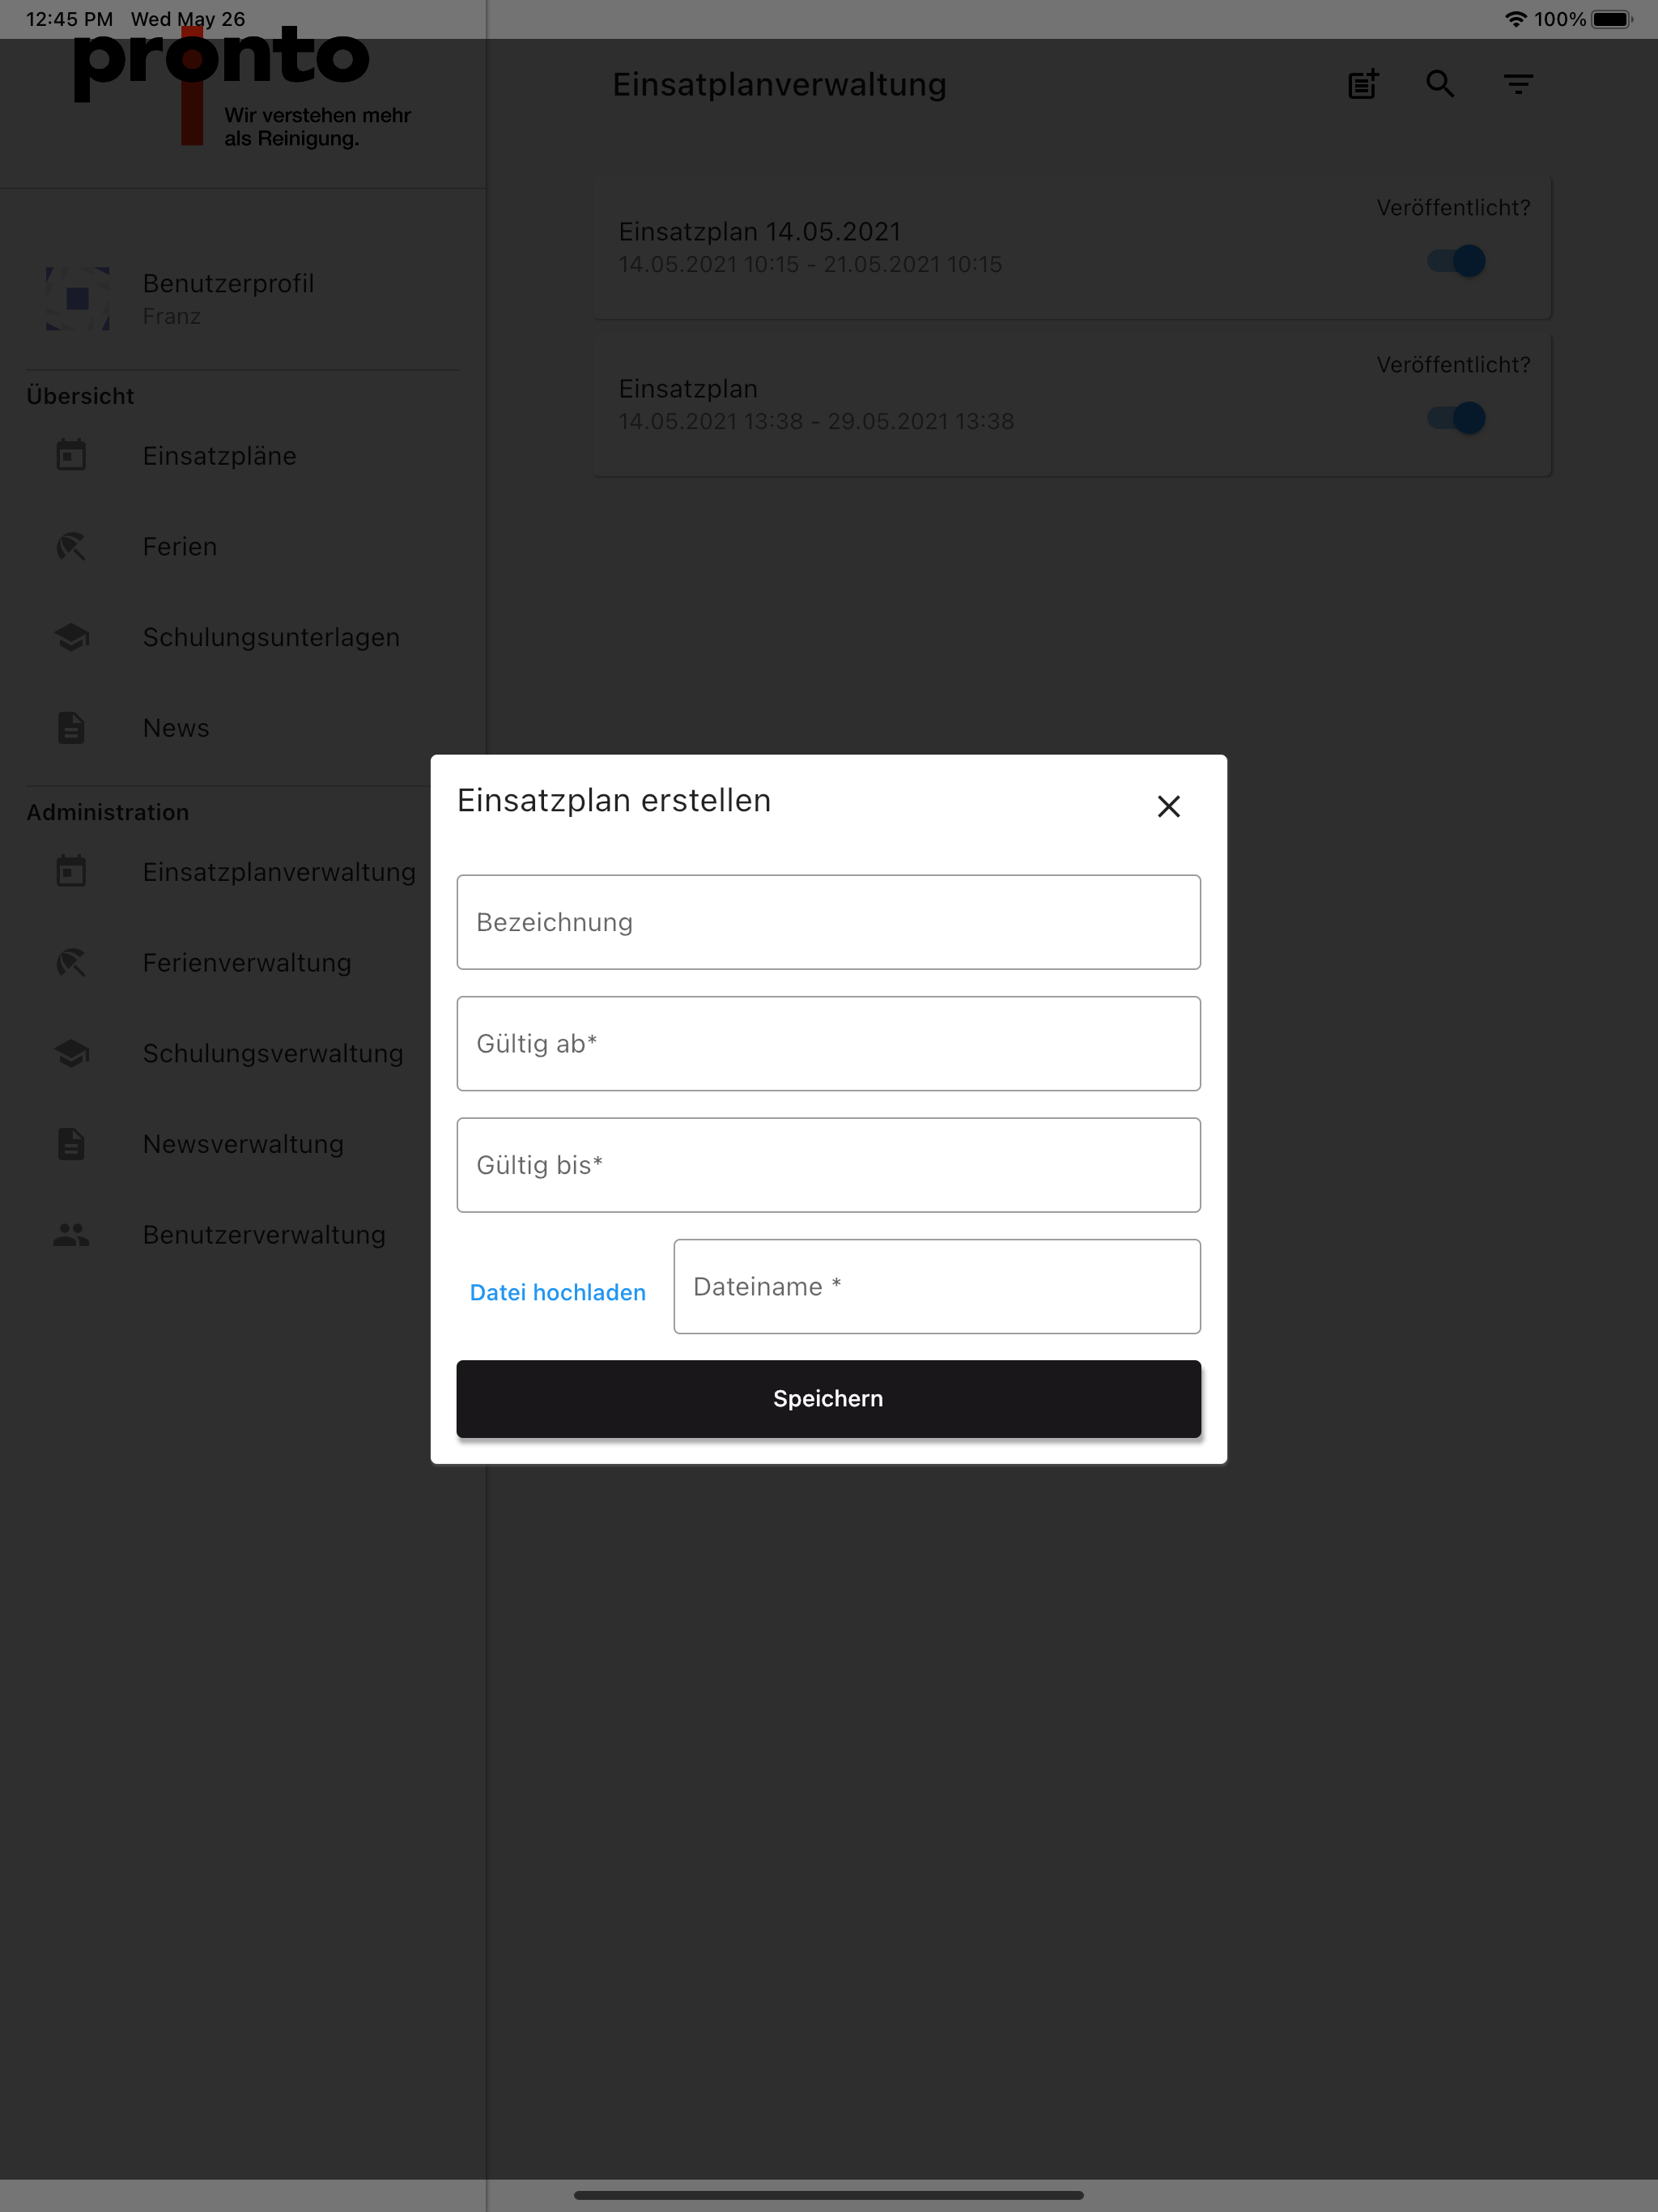 12:45 PM Wed May 26
100%
pronto
Wir verstehen mehr
als Reinigung.
Benutzerprofil
Franz
Übersicht
Einsatzpläne
Ferien
Schulungsunterlagen
News
Administration
Einsatzplanverwaltung
Ferienverwaltung
Schulungsverwaltung
Newsverwaltung
Benutzerverwaltung
Einsatzplanverwaltung
Veröffentlicht?
Einsatzplan 14.05.2021
14.05.2021 10:15 - 21.05.2021 10:15
Veröffentlicht?
Einsatzplan
14.05.2021 13:38 - 29.05.2021 13:38
Einsatzplan erstellen
Bezeichnung
Gültig ab*
Gültig bis*
Datei hochladen
Dateiname *
Speichern